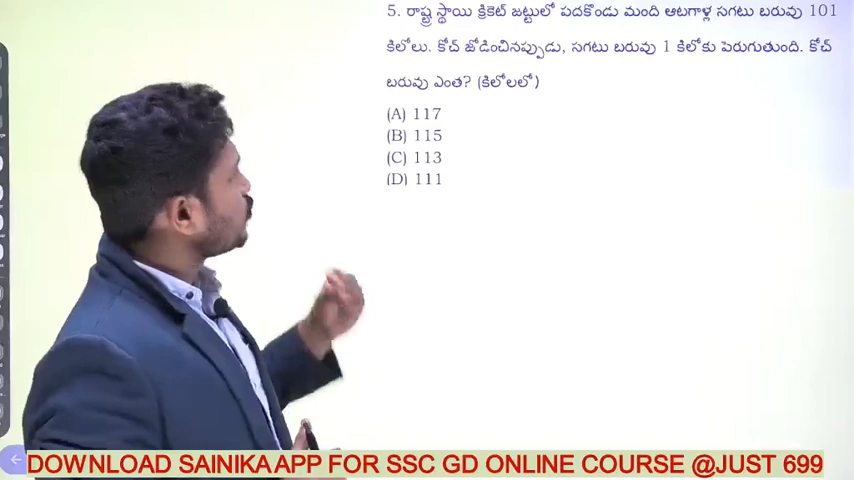 5. రాష్ట్ర స్థాయి క్రికెట్ జట్టులో పదకొండు మంది ఆటగాళ్ల సగటు బరువు 101
కిలోలు. కోచ్ జోడించినప్పుడు, సగటు బరువు 1 కిలోకు పెరుగుతుంది. కోచ్
బరువు ఎంత? (కిలోలలో)
(A) 117
(B) 115
(C) 113
(D) 111
DOWNLOAD SAINIKA APP FOR SSC GD ONLINE COURSE @JUST 699